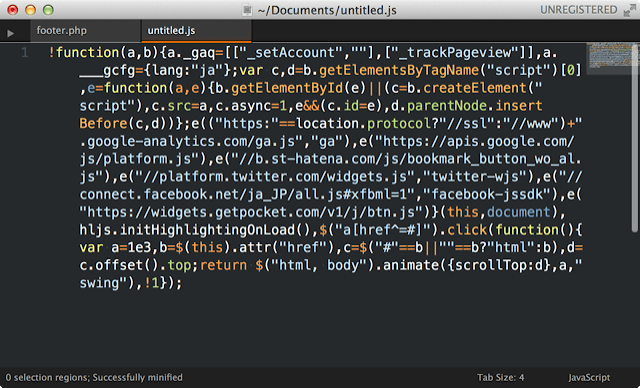 ~/Documents/untitled.js
UNREGISTERED
footer.php
untitled.js
1 !function(a,b){a._gaq=[["_setAccount",""],["_trackPageview"]],a.
___gcfg={lang:"ja"};var c,d=b.getElementsByTagName("script")[0]
,e=function(a,e){b.getElementById(e)||(c=b.createElement("
script"),c.src=a,c.async=1,e&&(c.id=e),d.parentNode.insert
Before(c,d))};e(("https:"==location.protocol?"//ssl":"//www")+"
.google-analytics.com/ga.js","ga"),e("https://apis.google.com/
js/platform.js"),e("//b.st-hatena.com/js/bookmark_button_wo_al.
js"),e("//platform.twitter.com/widgets.js","twitter-wjs"),e("//
connect.facebook.net/ja_JP/all.js#xfbml=1","facebook-jssdk"),e(
"https://widgets.getpocket.com/v1/j/btn.js")}(this,document),
hljs.initHighlightingOnLoad(),$("a[href^=#]").click(function(){
var a=1e3,b=$(this).attr("href"),c=$("#"==b||""==b?"html":b),d=
c.offset().top;return $("html, body").animate({scrollTop:d},a,"
swing"),!1});
0 selection regions; Successfully minified
Tab Size: 4
JavaScript